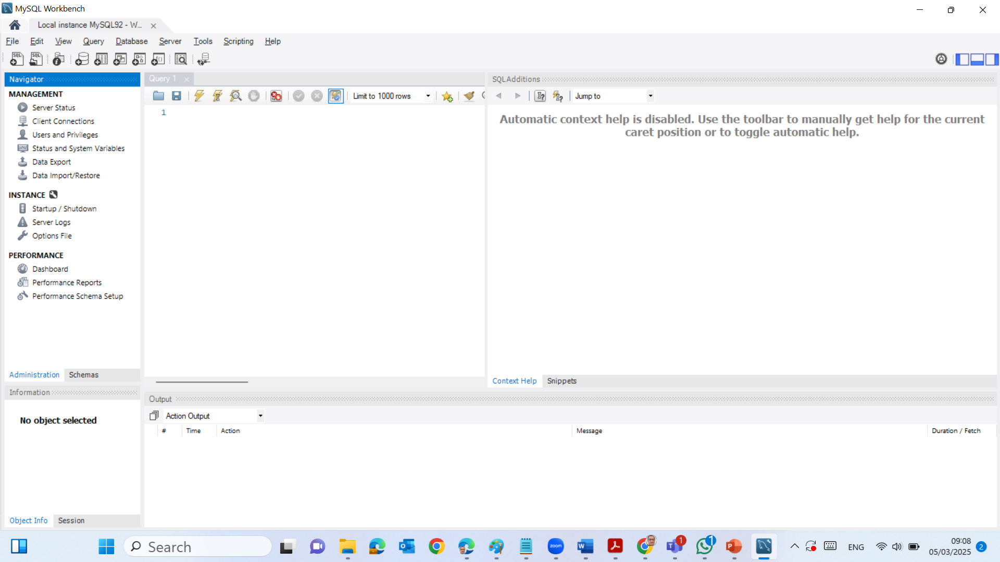 MySQL Workbench
Local instance MySQL92 - W...
File Edit View Query Database Server Tools Scripting Help
Navigator
MANAGEMENT
Server Status
Client Connections
Users and Privileges
Status and System Variables
Data Export
Data Import/Restore
INSTANCE
Startup / Shutdown
Server Logs
Options File
PERFORMANCE
Dashboard
Performance Reports
Performance Schema Setup
Administration Schemas
Information
No object selected
Object Info Session
Query 1
Limit to 1000 rows
1
SQLAdditions
Jump to
Automatic context help is disabled. Use the toolbar to manually get help for the current
caret position or to toggle automatic help.
Context Help Snippets
Output
Action Output
# Time Action Message Duration / Fetch
Search
zoom
1
1
ENG
09:08
05/03/2025
2